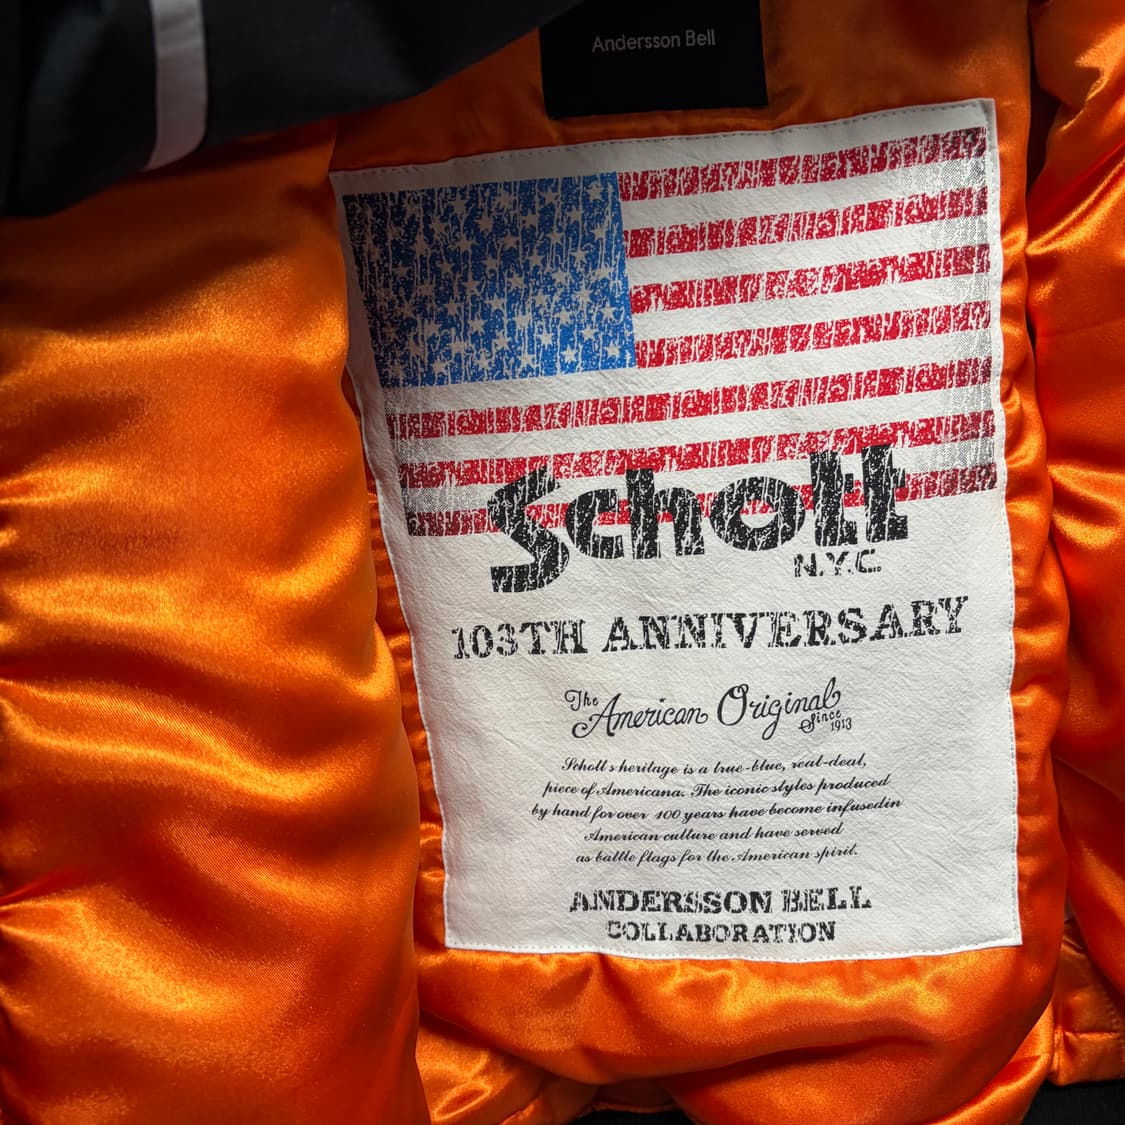 Andersson Bell
Schott
N.Y.C
103TH ANNIVERSARY
The American Original
Since 1913
Schott s heritage is a true-blue, real-deal,
piece of Americana. The iconic styles produced
by hand for over 100 years have become infusedin
American culture and have served
as battle flags for the American spirit.
ANDERSSON BELL
COLLABORATION